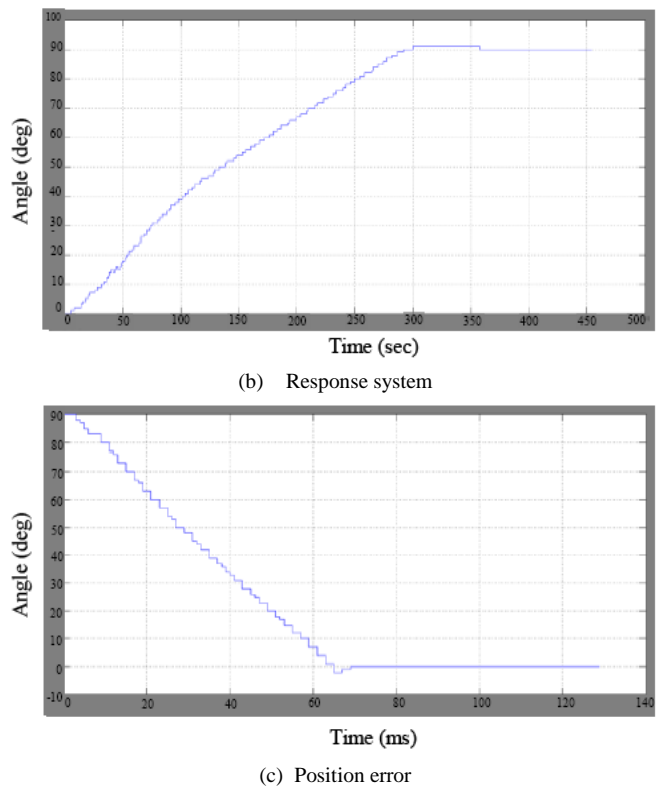 100
90
80
70
60
50
40
30
20
10
0
Angle (deg)
0 50 100 150 200 250 300 350 400 450 500
Time (sec)
(b) Response system
90
80
70
60
50
40
30
20
10
0
-10
Angle (deg)
0 20 40 60 80 100 120 140
Time (ms)
(c) Position error